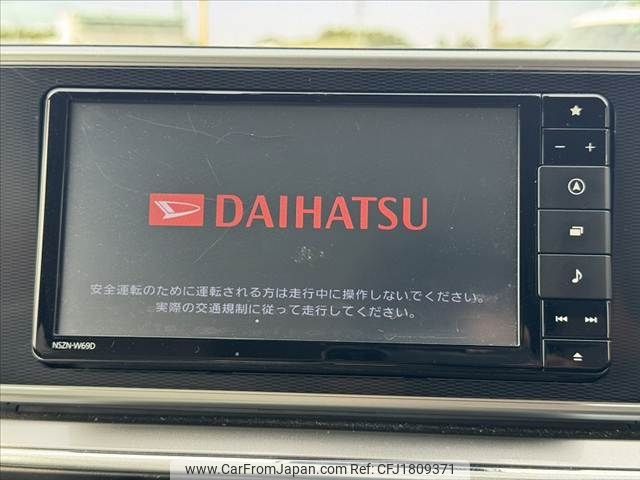 DAIHATSU
安全運転のために運転される方は走行中に操作しないでください。
実際の交通規制に従って走行してください。
NSZN-W69D
www.CarFromJapan.com Ref: CFJ1809371